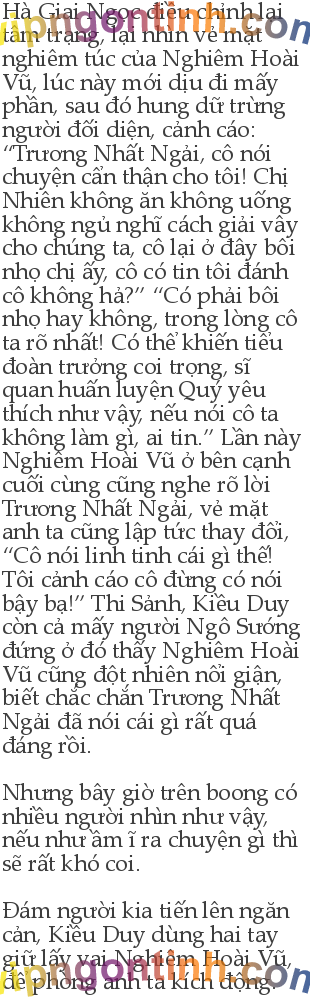 Hà Giai Ngọc điều chỉnh lại
tâm trạng, lại nhìn vẻ mặt
nghiêm túc của Nghiêm Hoài
Vũ, lúc này mới dịu đi mấy
phần, sau đó hung dữ trừng
người đối diện, cảnh cáo:
“Trương Nhất Ngải, cô nói
chuyện cẩn thận cho tôi! Chị
Nhiên không ăn không uống
không ngủ nghĩ cách giải vây
cho chúng ta, cô lại ở đây bôi
nhọ chị ấy, cô có tin tôi đánh
cô không hả?” “Có phải bôi
nhọ hay không, trong lòng cô
ta rõ nhất! Có thể khiến tiểu
đoàn trưởng coi trọng, sĩ
quan huấn luyện Quý yêu
thích như vậy, nếu nói cô ta
không làm gì, ai tin.” Lần này
Nghiêm Hoài Vũ ở bên cạnh
cuối cùng cũng nghe rõ lời
Trương Nhất Ngải, vẻ mặt
anh ta cũng lập tức thay đổi,
“Cô nói linh tinh cái gì thế!
Tôi cảnh cáo cô đừng có nói
bậy bạ!” Thi Sảnh, Kiều Duy
còn cả mấy người Ngô Sướng
đứng ở đó thấy Nghiêm Hoài
Vũ cũng đột nhiên nổi giận,
biết chắc chắn Trương Nhất
Ngải đã nói cái gì rất quá
đáng rồi.
Nhưng bây giờ trên boong có
nhiều người nhìn như vậy,
nếu như ầm ĩ ra chuyện gì thì
sẽ rất khó coi.
Đám người kia tiến lên ngăn
cản, Kiều Duy dùng hai tay
giữ lấy vai Nghiêm Hoài Vũ,
đề phòng anh ta kích động